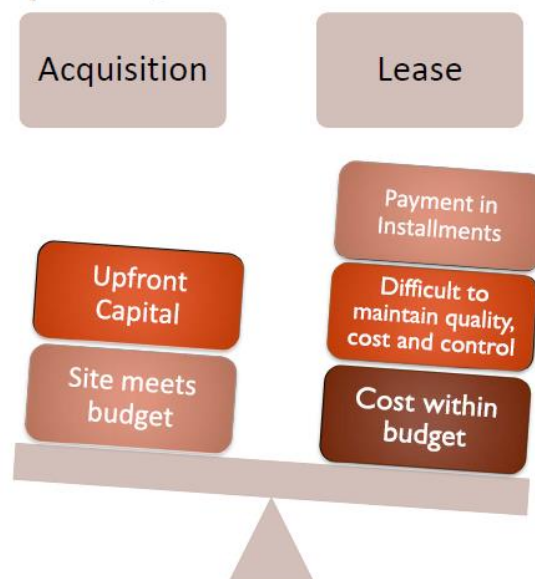 Acquisition
Lease
Upfront
Capital
Site meets
budget
Payment in
Installments
Difficult to
maintain quality,
cost and control
Cost within
budget